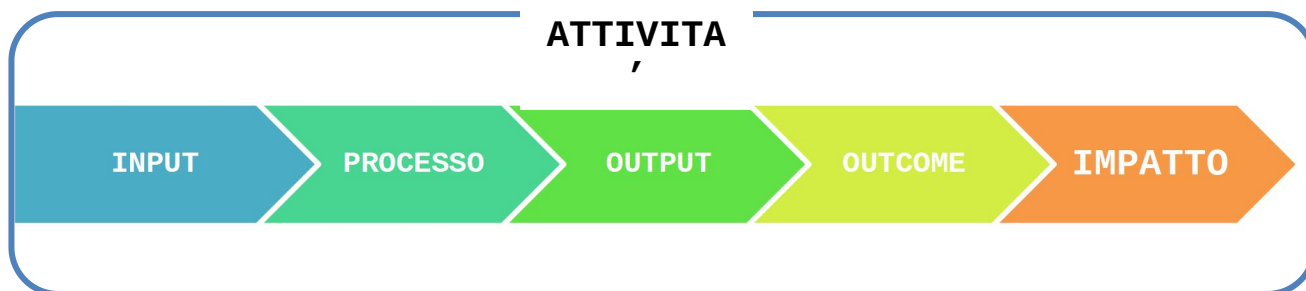 ATTIVITA
’
INPUT PROCESSO OUTPUT OUTCOME IMPATTO